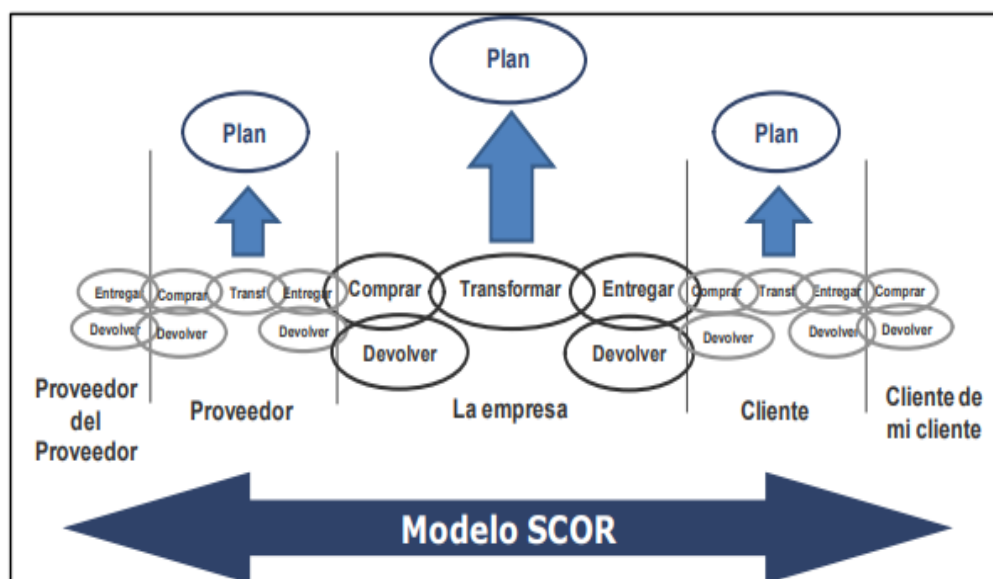 Plan
Plan
Plan
Entregar
Comprar
Transf
Entregar
Comprar
Transformar
Entregar
Comprar
Transf
Entregar
Comprar
Devolver
Devolver
Devolver
Devolver
Devolver
Devolver
Devolver
Devolver
Proveedor
del
Proveedor
Proveedor
La empresa
Cliente
Cliente de
mi cliente
Modelo SCOR